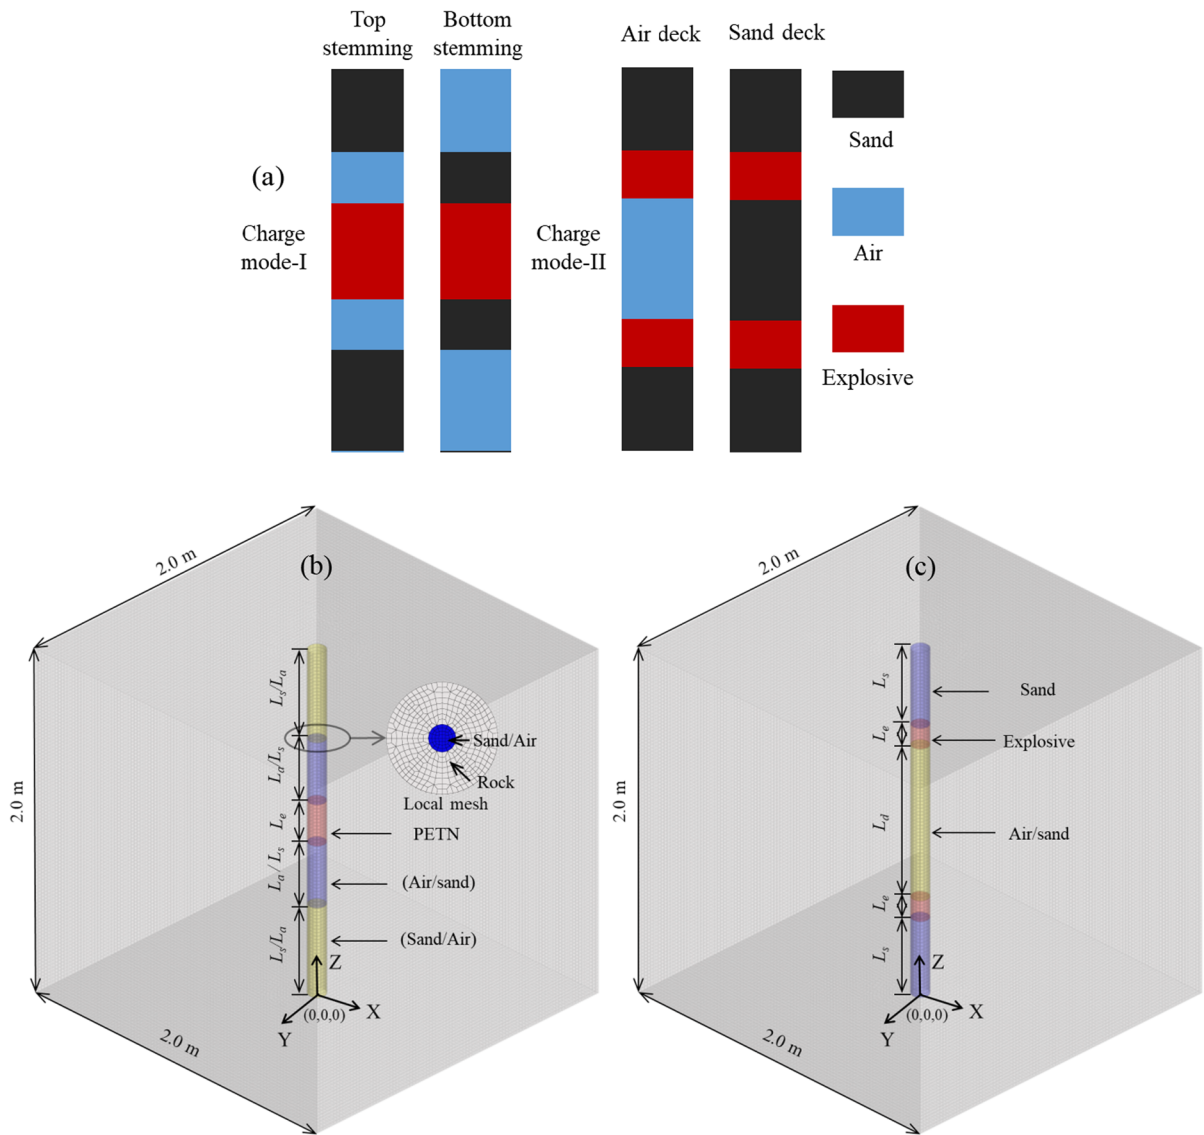 Top
stemming
Bottom
stemming
Air deck
Sand deck
(a)
Charge
mode-I
Charge
mode-II
Sand
Air
Explosive
(b)
2.0 m
2.0 m
2.0 m
Ls/La
La/Ls
Le
La / Ls
Ls/La
Sand/Air
Rock
Local mesh
PETN
(Air/sand)
(Sand/Air)
Z
X
Y
(0,0,0)
(c)
2.0 m
2.0 m
2.0 m
Ls
Le
Ld
Le
Ls
Sand
Explosive
Air/sand
Z
X
Y
(0,0,0)